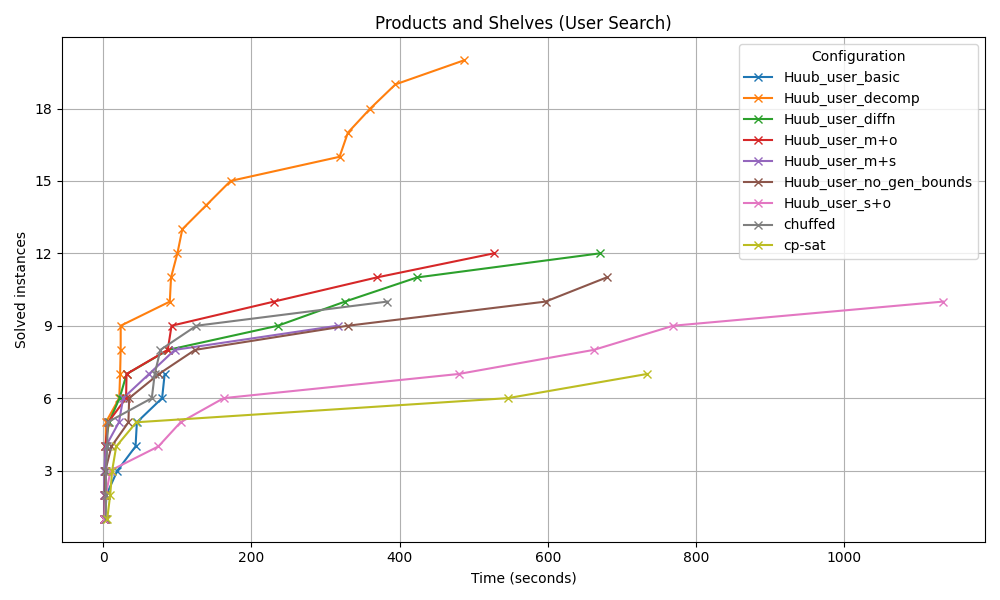 Products and Shelves (User Search)
Solved instances
18
15
12
9
6
3
0
200
400
600
800
1000
Time (seconds)
Configuration
Huub_user_basic
Huub_user_decomp
Huub_user_diffn
Huub_user_m+o
Huub_user_m+s
Huub_user_no_gen_bounds
Huub_user_s+o
chuffed
cp-sat